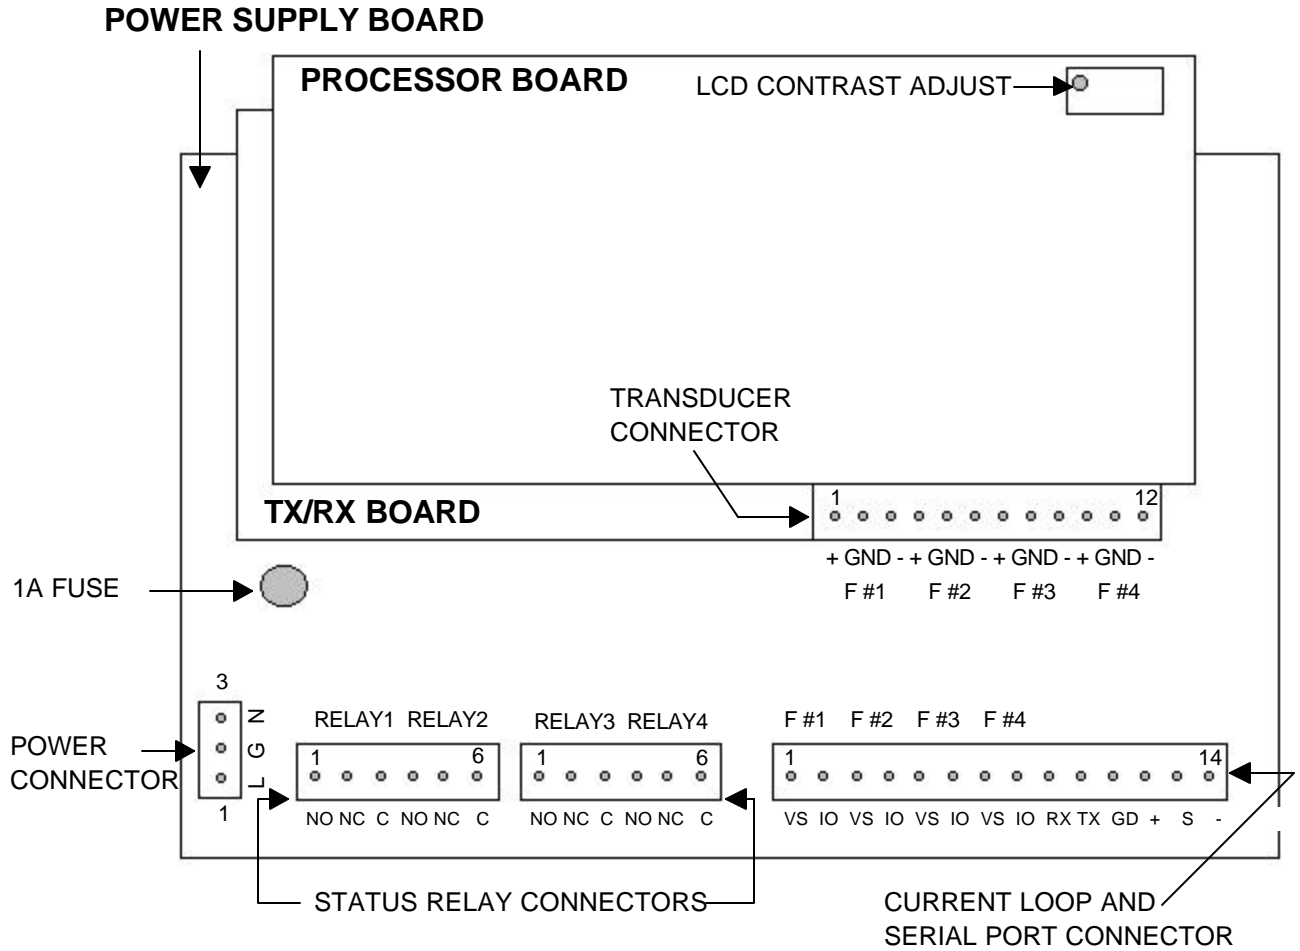 POWER SUPPLY BOARD
PROCESSOR BOARD
LCD CONTRAST ADJUST
TRANSDUCER
CONNECTOR
TX/RX BOARD
1 12
+ GND - + GND - + GND - + GND -
F #1 F #2 F #3 F #4
1A FUSE
3
N
G
L
1
POWER
CONNECTOR
RELAY1 RELAY2
1 6
NO NC C NO NC C
RELAY3 RELAY4
1 6
NO NC C NO NC C
F #1 F #2 F #3 F #4
1 14
VS IO VS IO VS IO VS IO RX TX GD + S -
STATUS RELAY CONNECTORS
CURRENT LOOP AND
SERIAL PORT CONNECTOR